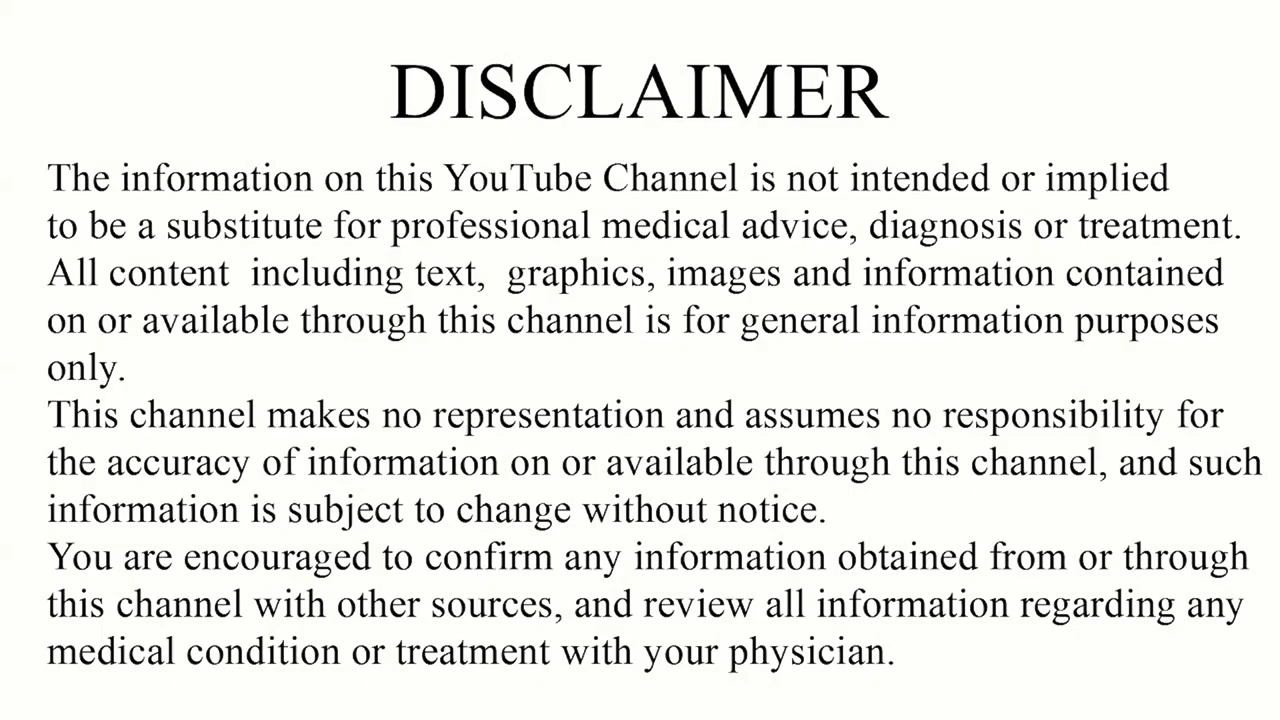 DISCLAIMER
The information on this YouTube Channel is not intended or implied
to be a substitute for professional medical advice, diagnosis or treatment.
All content  including text,  graphics, images and information contained
on or available through this channel is for general information purposes
only.
This channel makes no representation and assumes no responsibility for
the accuracy of information on or available through this channel, and such
information is subject to change without notice.
You are encouraged to confirm any information obtained from or through
this channel with other sources, and review all information regarding any
medical condition or treatment with your physician.